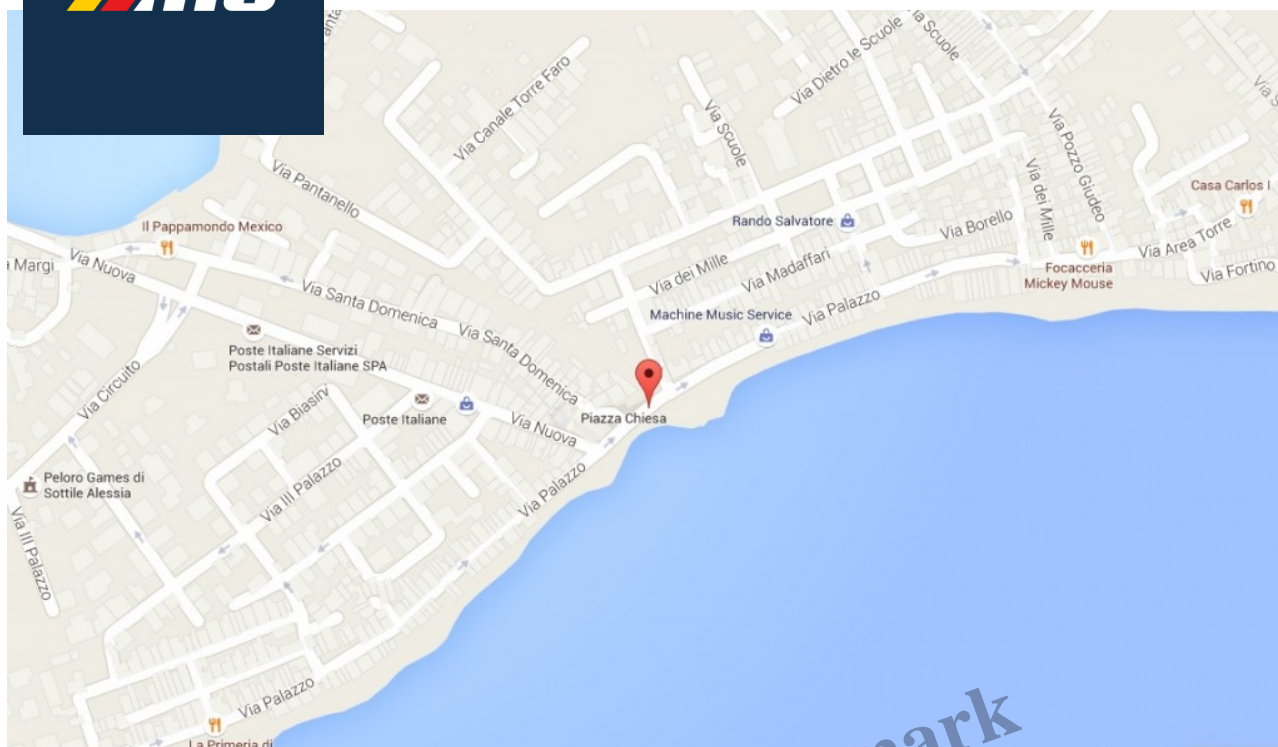 Via Canale Torre Faro
Via Dietro le Scuole
Via Scuole
Via Scuole
Via Pozzo Giudeo
Via dei Mille
Casa Carlos I
Via Pantanello
Il Pappamondo Mexico
Rando Salvatore
Via Borello
Via Area Torre
Margi
Via Nuova
Via Santa Domenica
Via dei Mille
Via Madaffari
Focacceria
Mickey Mouse
Via Fortino
Machine Music Service
Via Palazzo
Via Santa Domenica
Poste Italiane Servizi
Postali Poste Italiane SPA
Via Circuito
Via Biasini
Poste Italiane
Piazza Chiesa
Via Nuova
Peloro Games di
Sottile Alessia
Via III Palazzo
Via III Palazzo
Via Palazzo
Via Palazzo
La Primeria di